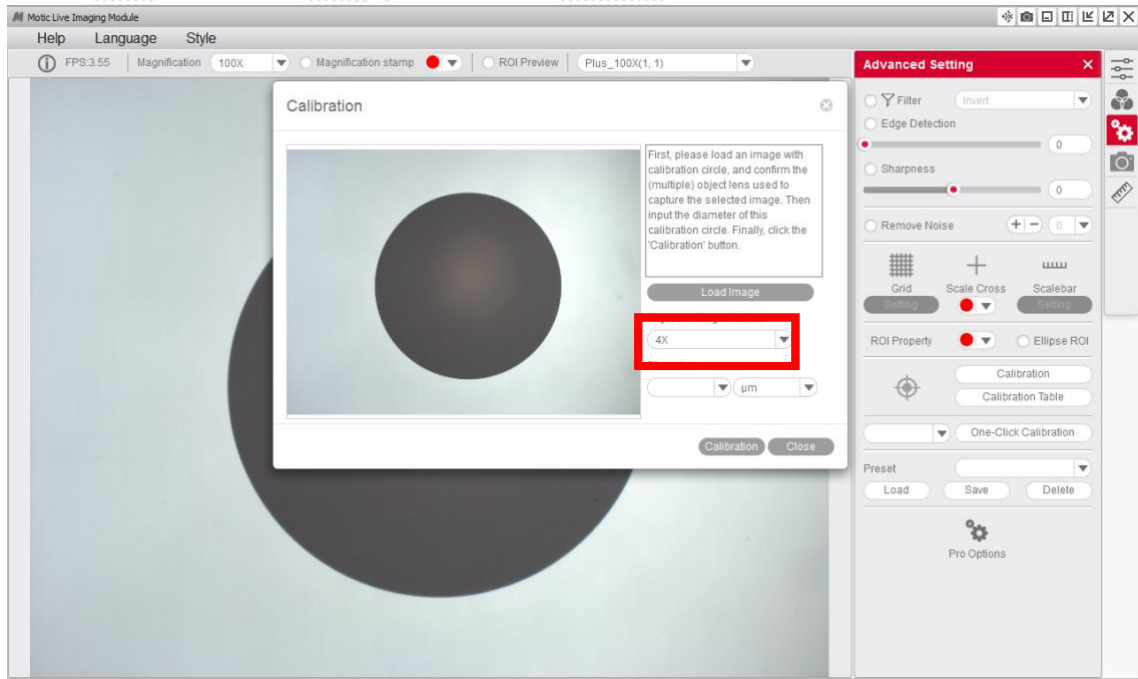 Motic Live Imaging Module
Help Language Style
FPS:3.55 Magnification 100X Magnification stamp ROI Preview Plus_100X(1, 1)
Calibration
First, please load an image with
calibration circle, and confirm the
(multiple) object lens used to
capture the selected image. Then
input the diameter of this
calibration circle. Finally, click the
'Calibration' button.
Load Image
4X
µm
Calibration Close
Advanced Setting
Filter Invert
Edge Detection
0
Sharpness
0
Remove Noise + − 0
Grid Scale Cross Scalebar
Setting Setting
ROI Property Ellipse ROI
Calibration
Calibration Table
One-Click Calibration
Preset
Load Save Delete
Pro Options